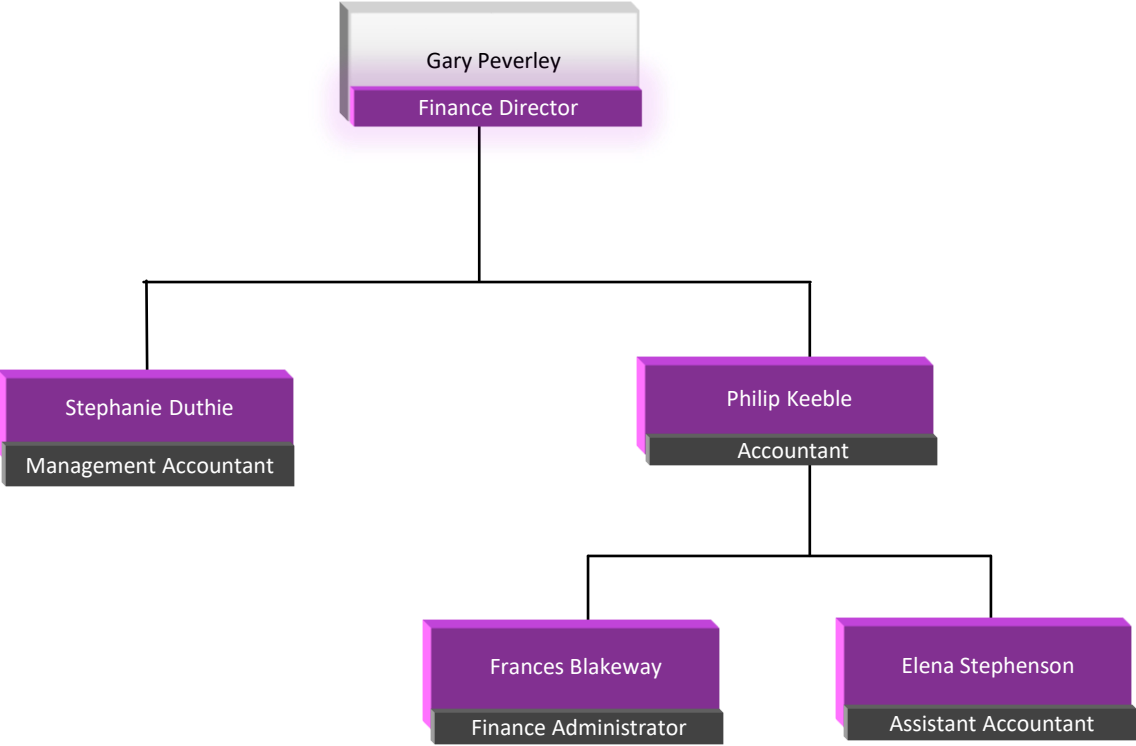 Gary Peverley
Finance Director
Stephanie Duthie
Management Accountant
Philip Keeble
Accountant
Frances Blakeway
Finance Administrator
Elena Stephenson
Assistant Accountant